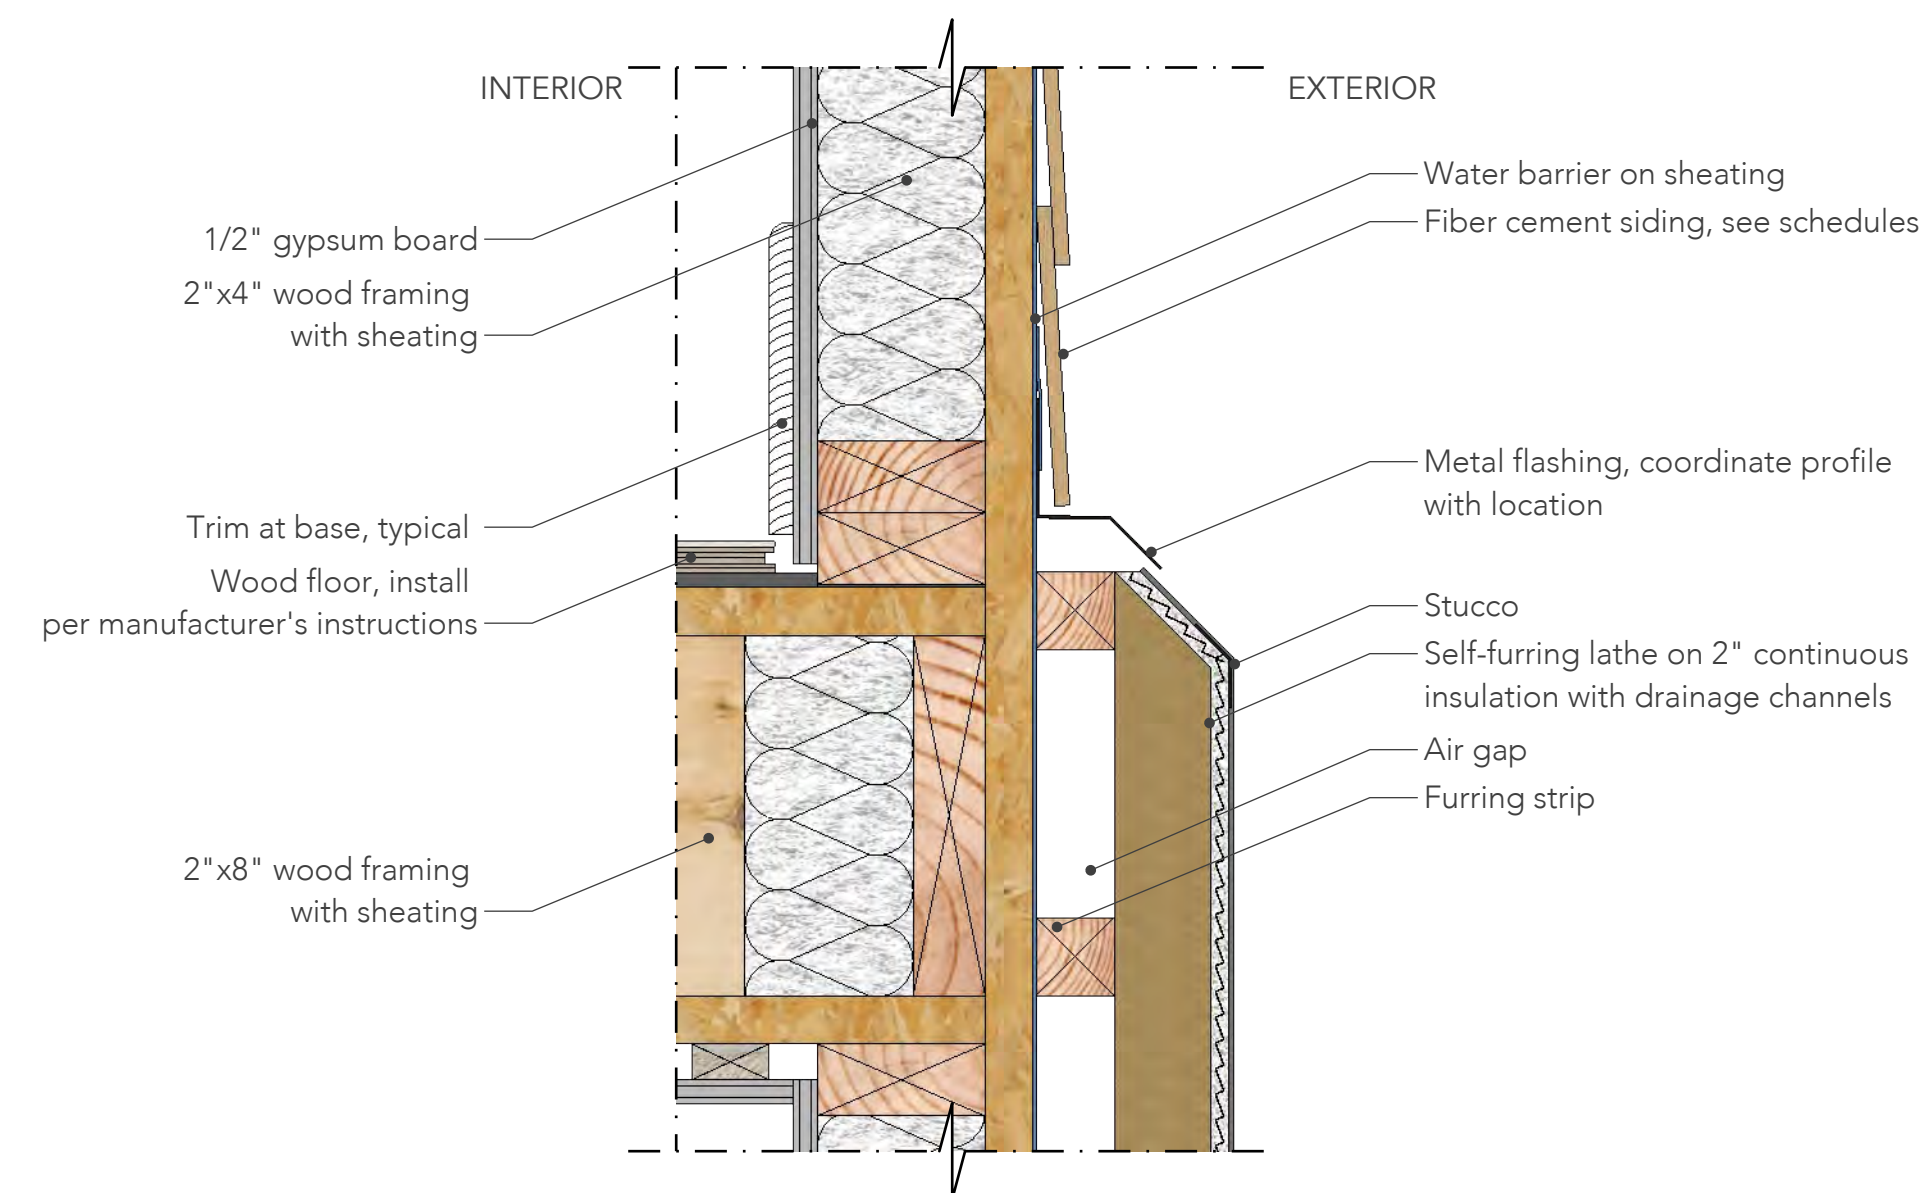 INTERIOR
EXTERIOR
1/2" gypsum board
2"x4" wood framing
with sheating
Trim at base, typical
Wood floor, install
per manufacturer's instructions
2"x8" wood framing
with sheating
Water barrier on sheating
Fiber cement siding, see schedules
Metal flashing, coordinate profile
with location
Stucco
Self-furring lathe on 2" continuous
insulation with drainage channels
Air gap
Furring strip